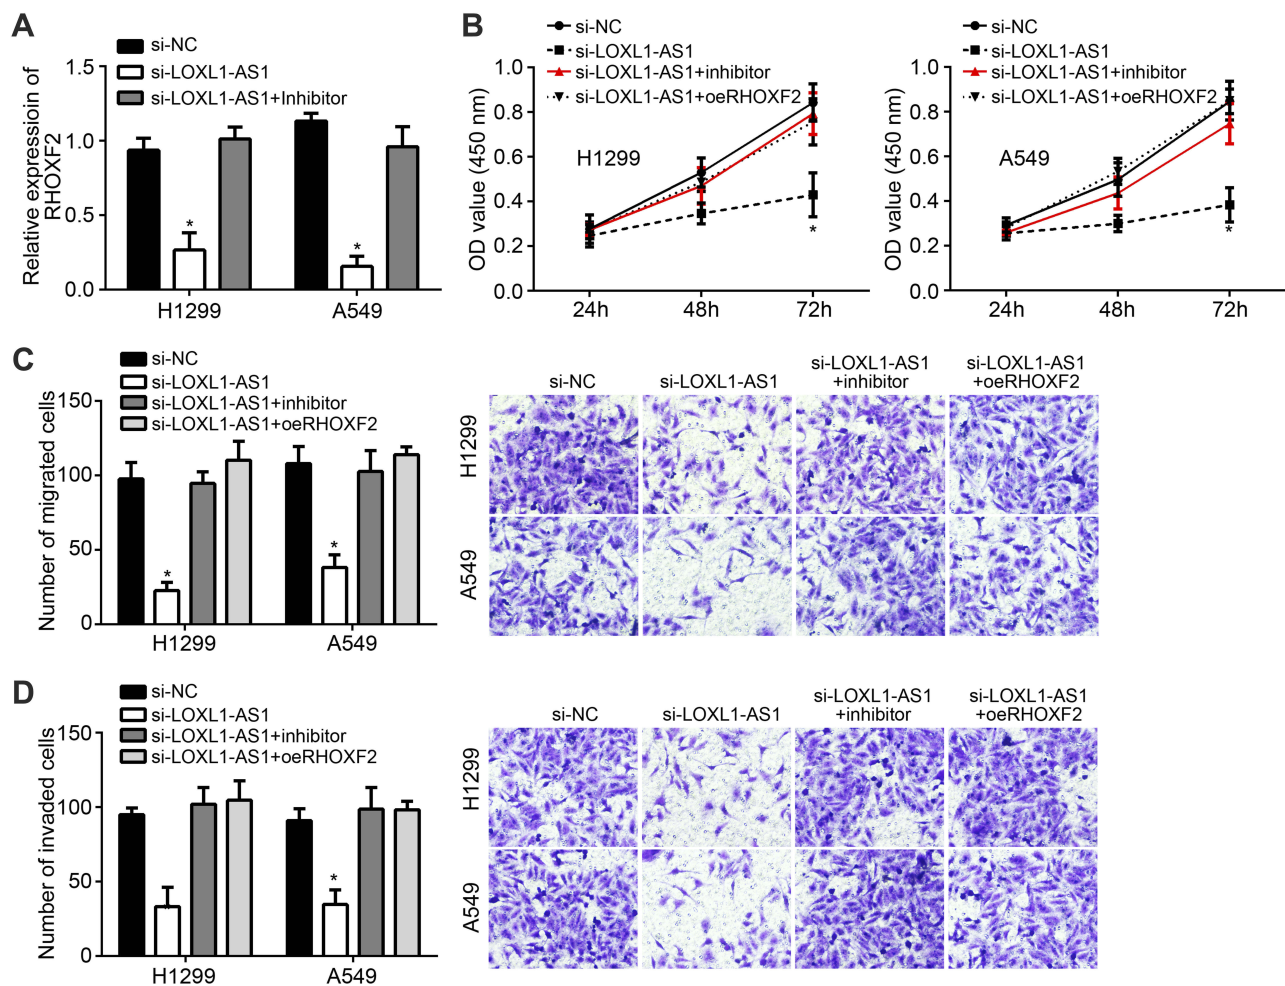 A
si-NC
si-LOXL1-AS1
si-LOXL1-AS1+Inhibitor
Relative expression of
RHOXF2
1.5
1.0
0.5
0.0
*
*
H1299
A549
B
si-NC
si-LOXL1-AS1
si-LOXL1-AS1+inhibitor
si-LOXL1-AS1+oeRHOXF2
OD value (450 nm)
1.0
0.8
0.6
0.4
0.2
0.0
H1299
*
24h
48h
72h
si-NC
si-LOXL1-AS1
si-LOXL1-AS1+inhibitor
si-LOXL1-AS1+oeRHOXF2
OD value (450 nm)
1.0
0.8
0.6
0.4
0.2
0.0
A549
*
24h
48h
72h
C
si-NC
si-LOXL1-AS1
si-LOXL1-AS1+inhibitor
si-LOXL1-AS1+oeRHOXF2
Number of migrated cells
150
100
50
0
*
*
H1299
A549
si-NC
si-LOXL1-AS1
si-LOXL1-AS1
+inhibitor
si-LOXL1-AS1
+oeRHOXF2
H1299
A549
D
si-NC
si-LOXL1-AS1
si-LOXL1-AS1+inhibitor
si-LOXL1-AS1+oeRHOXF2
Number of invaded cells
150
100
50
0
*
H1299
A549
si-NC
si-LOXL1-AS1
si-LOXL1-AS1
+inhibitor
si-LOXL1-AS1
+oeRHOXF2
H1299
A549